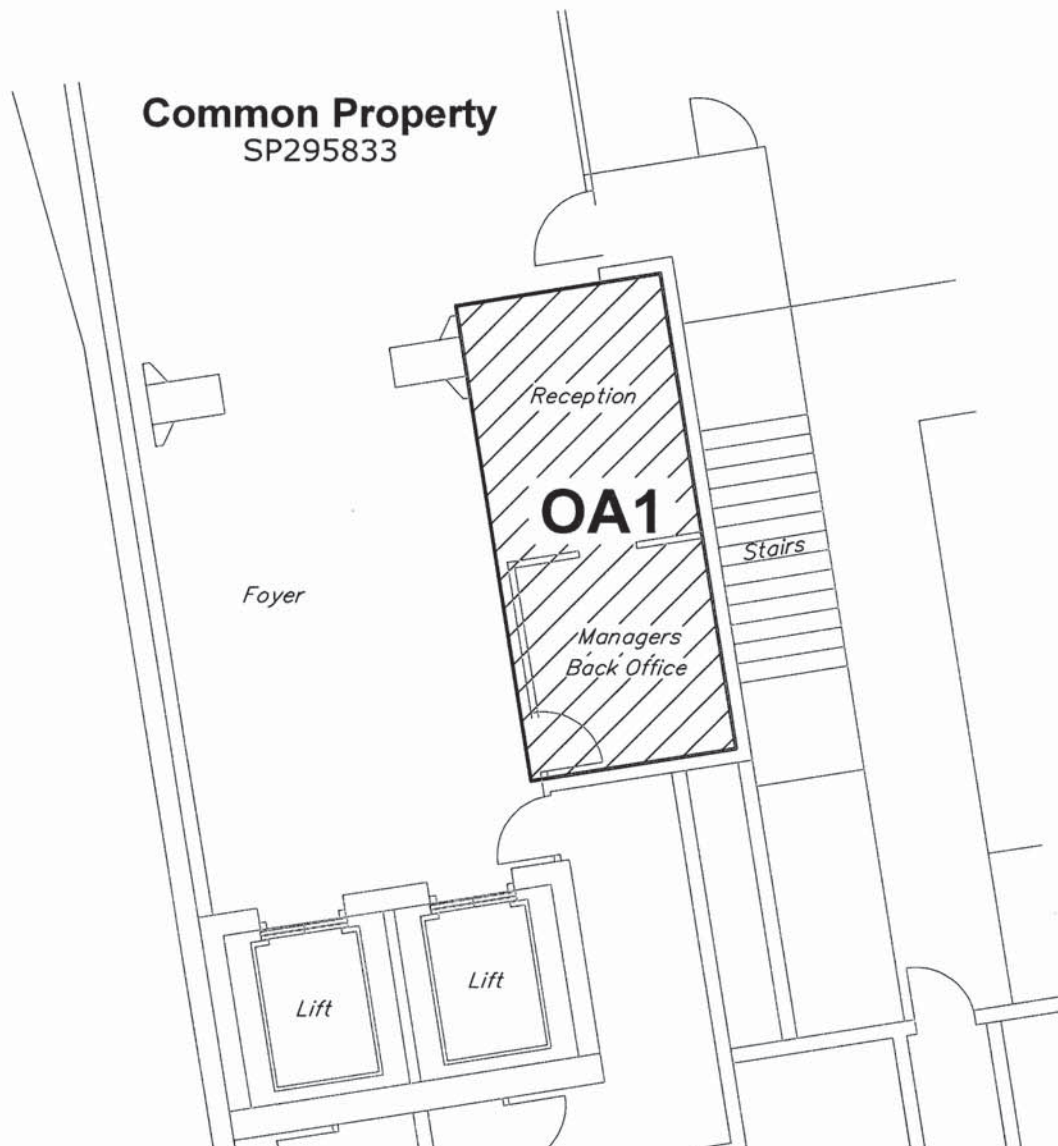 Common Property
SP295833
Reception
OA1
Stairs
Foyer
Managers
Back Office
Lift
Lift